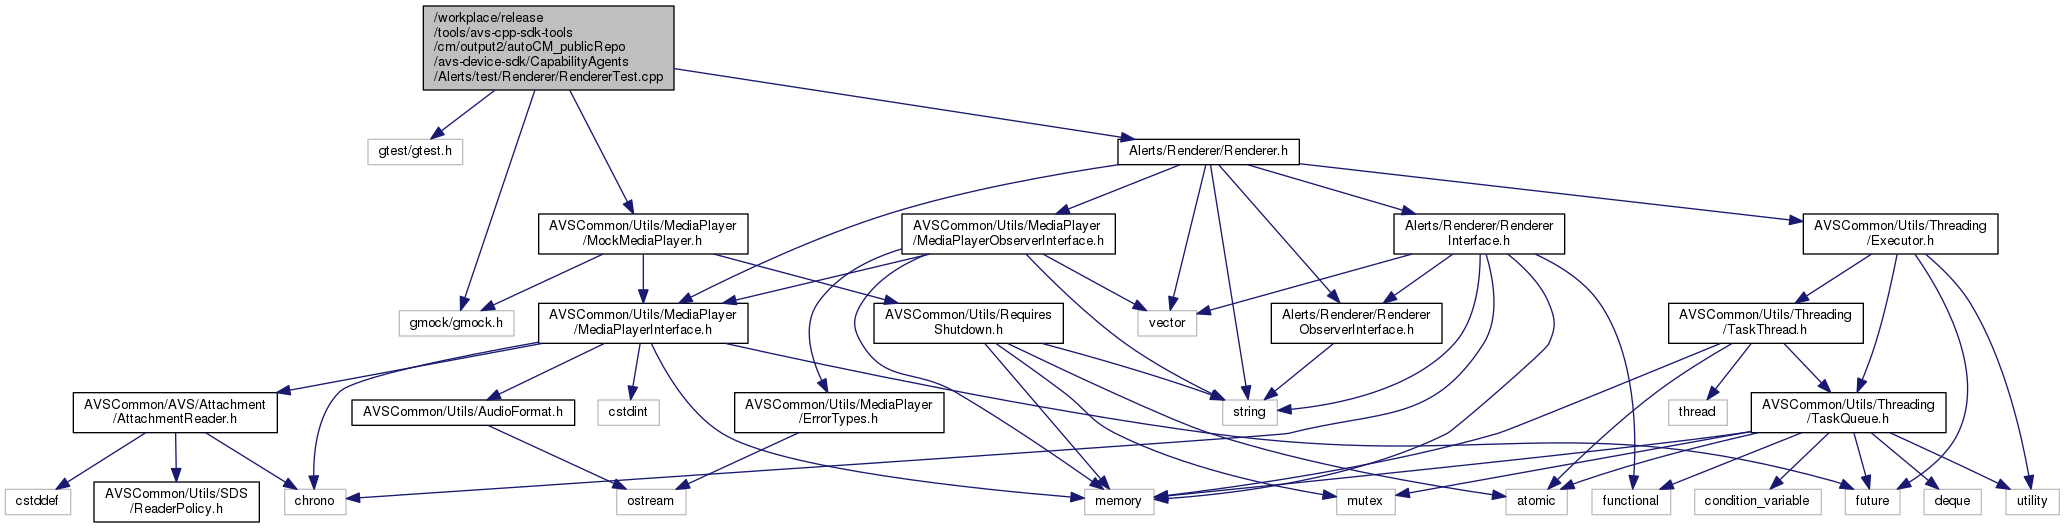 /workplace/release
/tools/avs-cpp-sdk-tools
/cm/output2/autoCM_publicRepo
/avs-device-sdk/CapabilityAgents
/Alerts/test/Renderer/RendererTest.cpp
gtest/gtest.h
Alerts/Renderer/Renderer.h
AVSCommon/Utils/MediaPlayer
/MockMediaPlayer.h
AVSCommon/Utils/MediaPlayer
/MediaPlayerObserverInterface.h
Alerts/Renderer/Renderer
Interface.h
AVSCommon/Utils/Threading
/Executor.h
gmock/gmock.h
AVSCommon/Utils/MediaPlayer
/MediaPlayerInterface.h
AVSCommon/Utils/Requires
Shutdown.h
vector
Alerts/Renderer/Renderer
ObserverInterface.h
AVSCommon/Utils/Threading
/TaskThread.h
AVSCommon/AVS/Attachment
/AttachmentReader.h
AVSCommon/Utils/AudioFormat.h
cstdint
AVSCommon/Utils/MediaPlayer
/ErrorTypes.h
string
thread
AVSCommon/Utils/Threading
/TaskQueue.h
cstddef
AVSCommon/Utils/SDS
/ReaderPolicy.h
chrono
ostream
memory
mutex
atomic
functional
condition_variable
future
deque
utility